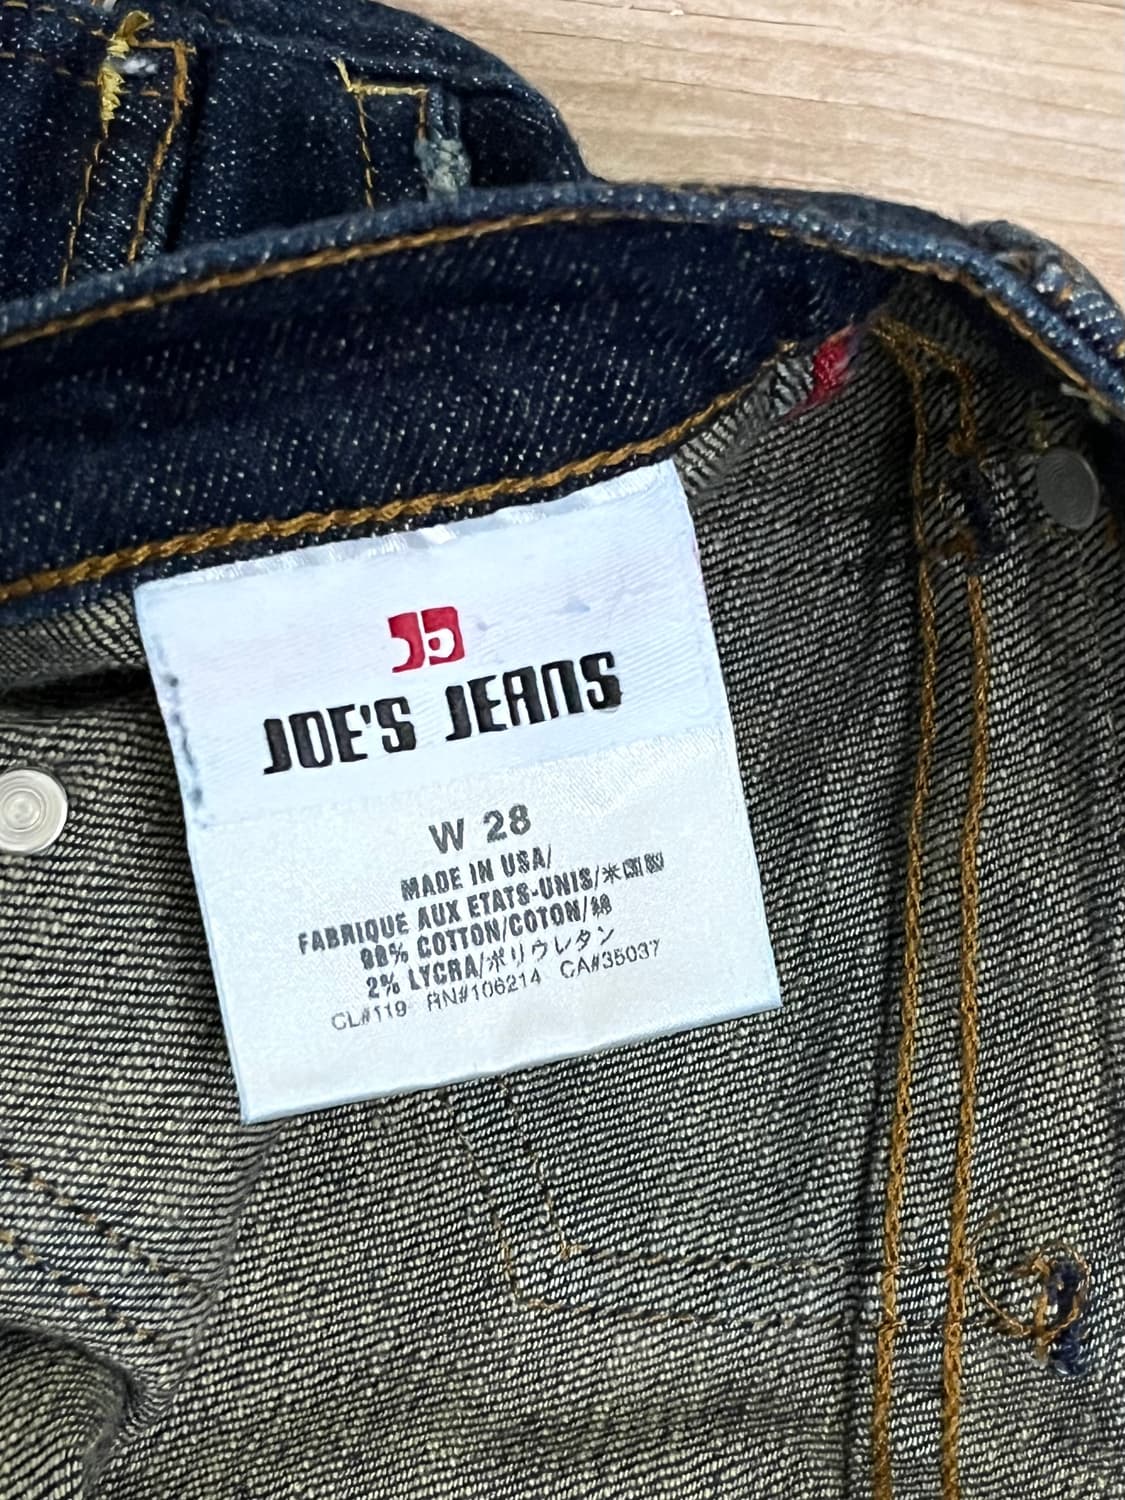 JOE'S JEANS
W 28
MADE IN USA/
FABRIQUE AUX ETATS-UNIS/米国製
98% COTTON/COTON/綿
2% LYCRA/ポリウレタン
CL#119 RN#106214 CA#35037